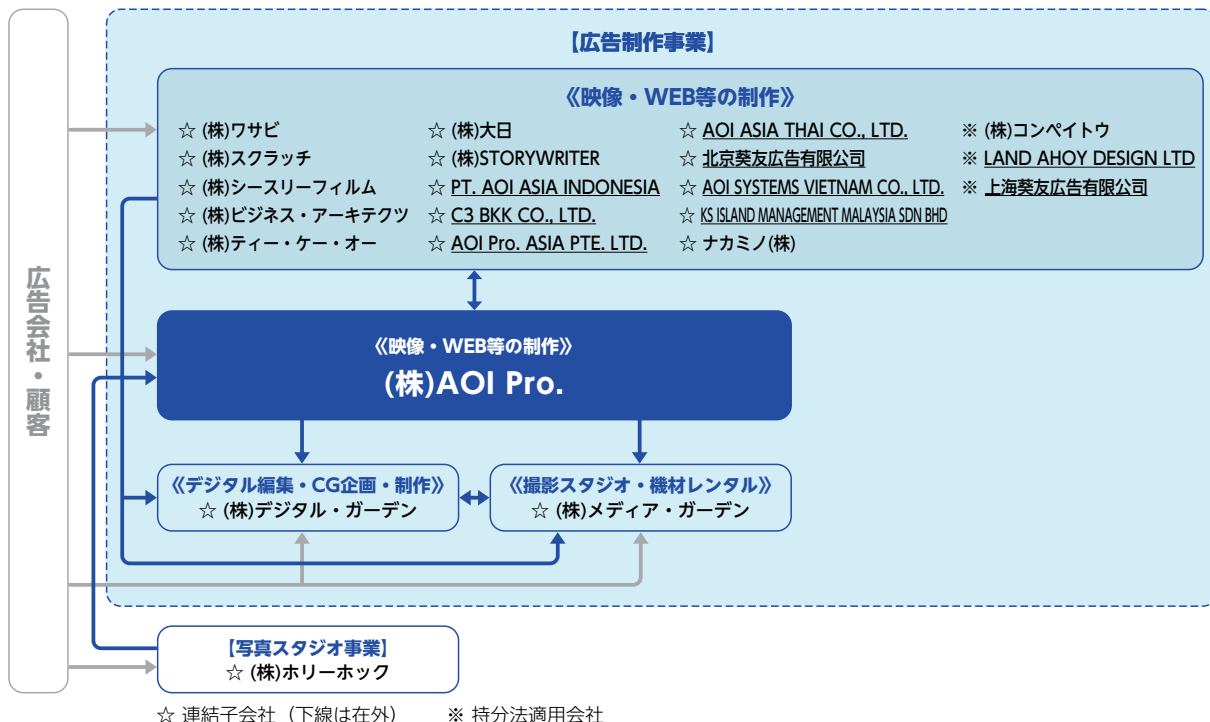 広告会社・顧客
【広告制作事業】
《映像・WEB等の制作》
☆ (株)ワサビ
☆ (株)スクラッチ
☆ (株)シースリーフィルム
☆ (株)ビジネス・アーキテクツ
☆ (株)ティー・ケー・オー
☆ (株)大日
☆ (株)STORYWRITER
☆ PT. AOI ASIA INDONESIA
☆ C3 BKK CO., LTD.
☆ AOI Pro. ASIA PTE. LTD.
☆ AOI ASIA THAI CO., LTD.
☆ 北京葵友広告有限公司
☆ AOI SYSTEMS VIETNAM CO., LTD.
☆ KS ISLAND MANAGEMENT MALAYSIA SDN BHD
☆ ナカミノ(株)
※ (株)コンペイトウ
※ LAND AHOY DESIGN LTD
※ 上海葵友広告有限公司
《映像・WEB等の制作》
(株)AOI Pro.
《デジタル編集・CG企画・制作》
☆ (株)デジタル・ガーデン
《撮影スタジオ・機材レンタル》
☆ (株)メディア・ガーデン
【写真スタジオ事業】
☆ (株)ホリーホック
☆ 連結子会社（下線は在外） ※ 持分法適用会社